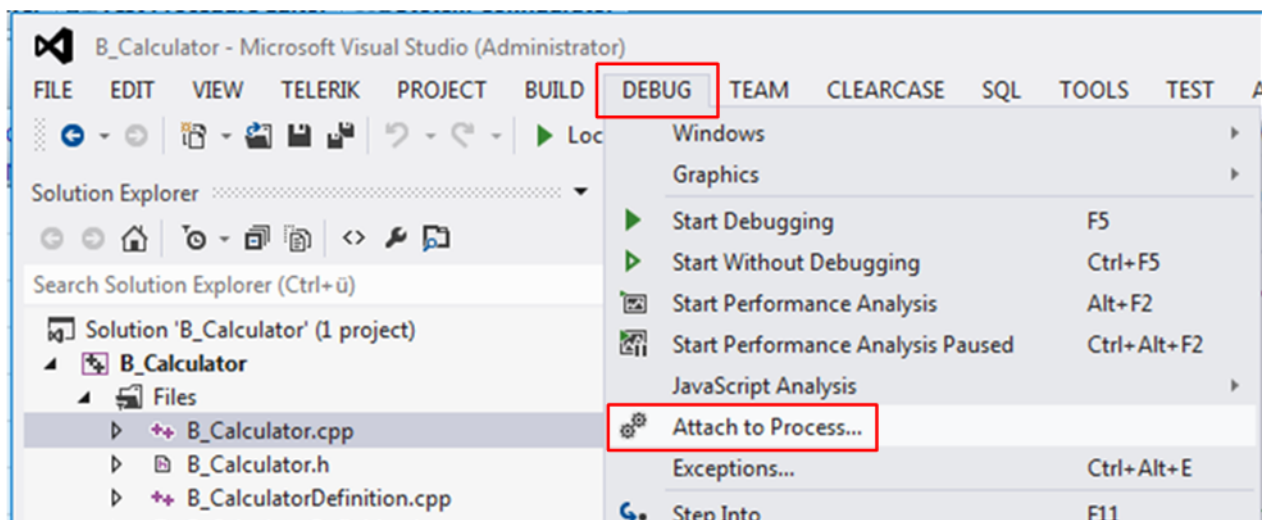 B_Calculator - Microsoft Visual Studio (Administrator)
FILE EDIT VIEW TELERIK PROJECT BUILD DEBUG TEAM CLEARCASE SQL TOOLS TEST A
Loc
Solution Explorer
Search Solution Explorer (Ctrl+ü)
Solution 'B_Calculator' (1 project)
B_Calculator
Files
B_Calculator.cpp
B_Calculator.h
B_CalculatorDefinition.cpp
Windows
Graphics
Start Debugging F5
Start Without Debugging Ctrl+F5
Start Performance Analysis Alt+F2
Start Performance Analysis Paused Ctrl+Alt+F2
JavaScript Analysis
Attach to Process...
Exceptions... Ctrl+Alt+E
Step Into F11